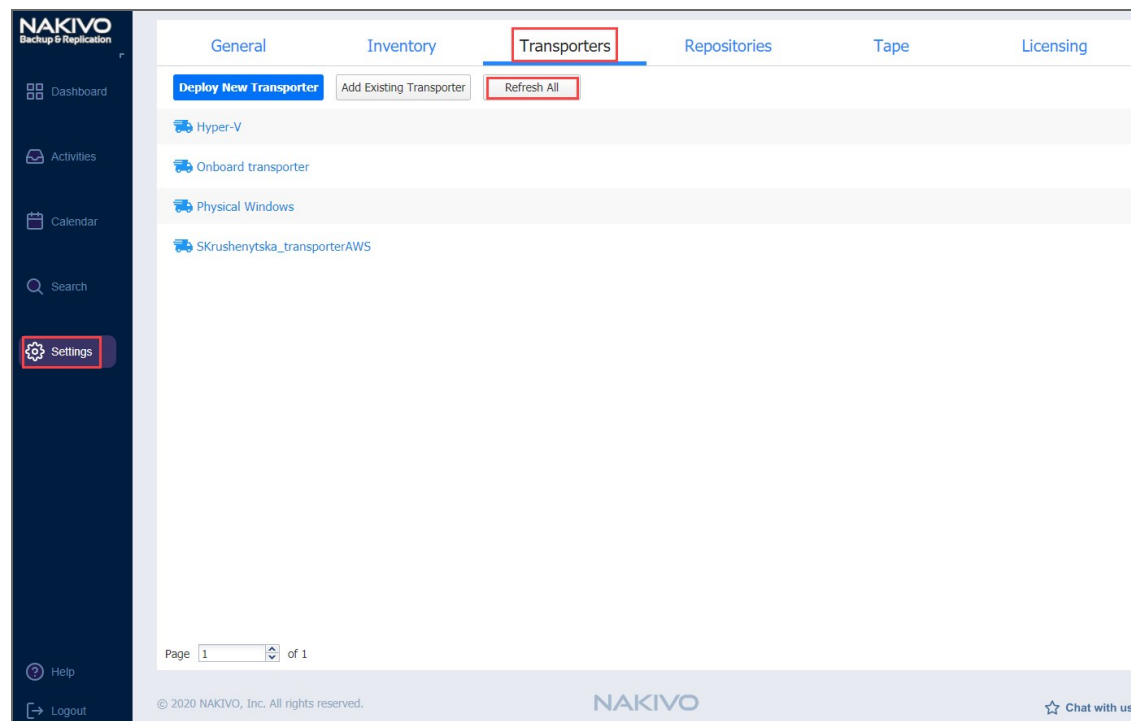 NAKIVO
Backup & Replication
General Inventory Transporters Repositories Tape Licensing
Deploy New Transporter Add Existing Transporter Refresh All
Dashboard
Hyper-V
Activities
Onboard transporter
Calendar
Physical Windows
Search
SKrushenytska_transporterAWS
Settings
Page 1 of 1
Help
Logout
© 2020 NAKIVO, Inc. All rights reserved. NAKIVO Chat with us